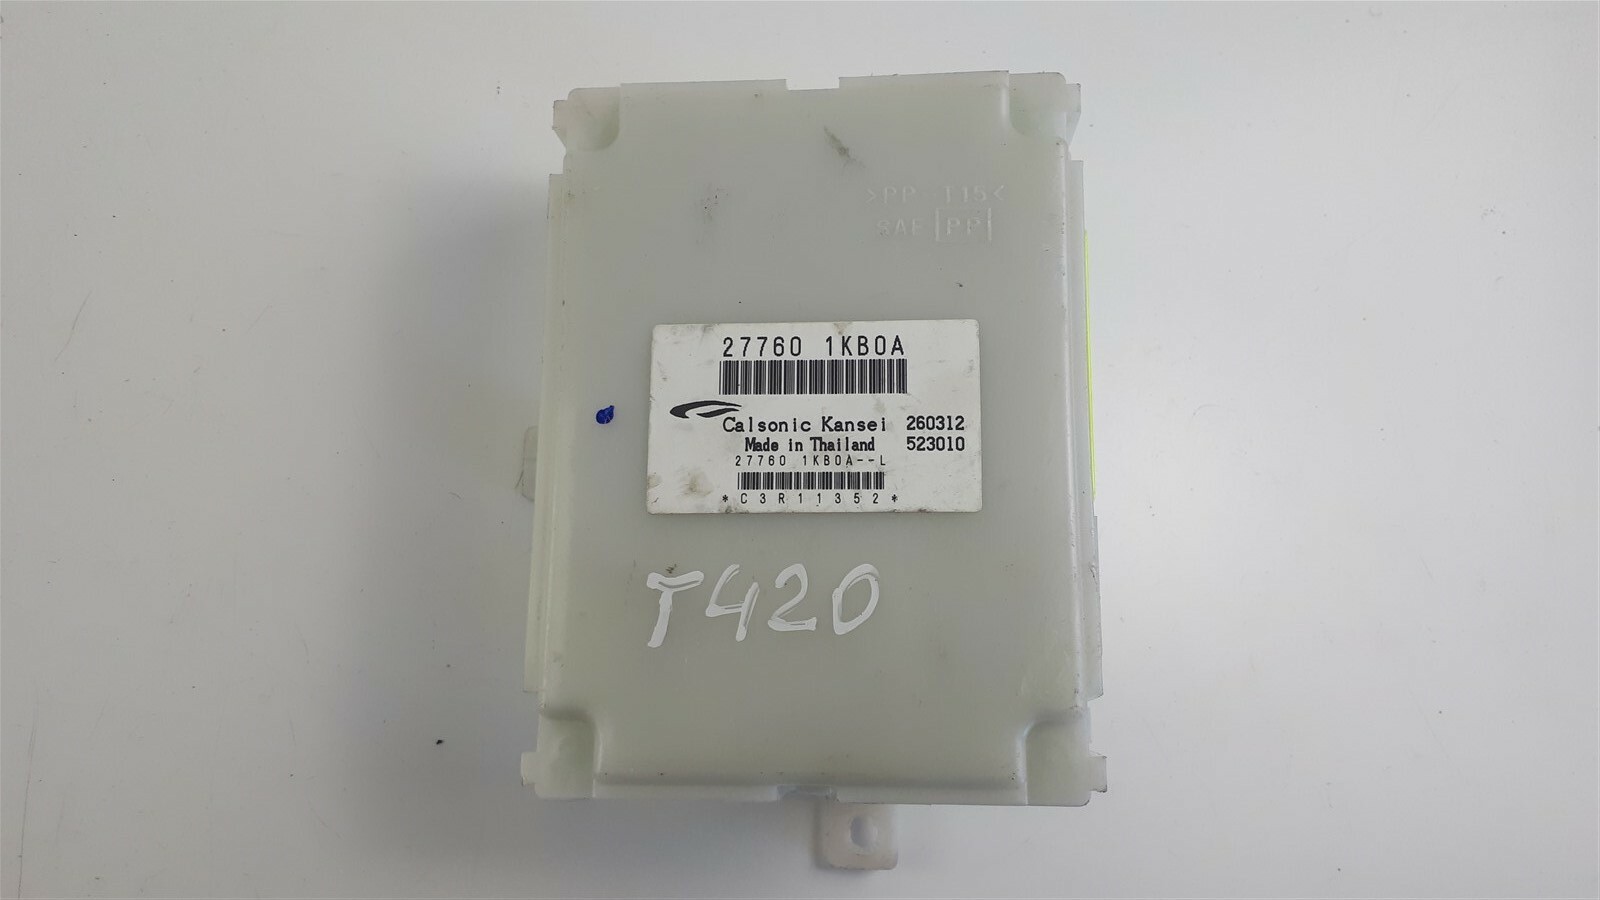 >PP T15<
SAE PP
27760 1KB0A
Calsonic Kansei 260312
Made in Thailand 523010
27760 1KB0A--L
*C3R11352*
T420